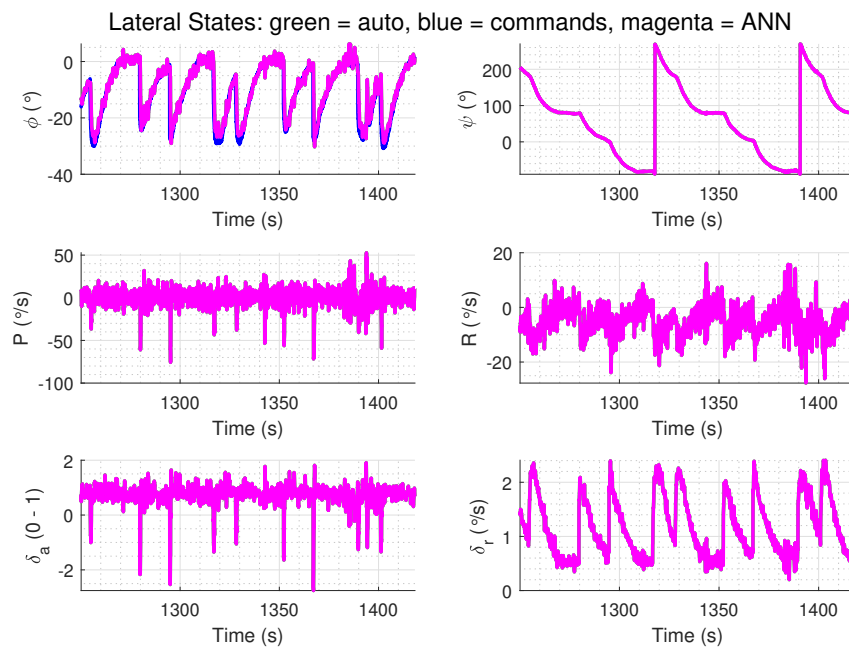 Lateral States: green = auto, blue = commands, magenta = ANN
0
-20
-40
ϕ (°)
1300 1350 1400
Time (s)
200
100
0
ψ (°)
1300 1350 1400
Time (s)
50
0
-50
-100
P (°/s)
1300 1350 1400
Time (s)
20
0
-20
R (°/s)
1300 1350 1400
Time (s)
2
0
-2
δa (0 - 1)
1300 1350 1400
Time (s)
2
1
0
δr (°/s)
1300 1350 1400
Time (s)